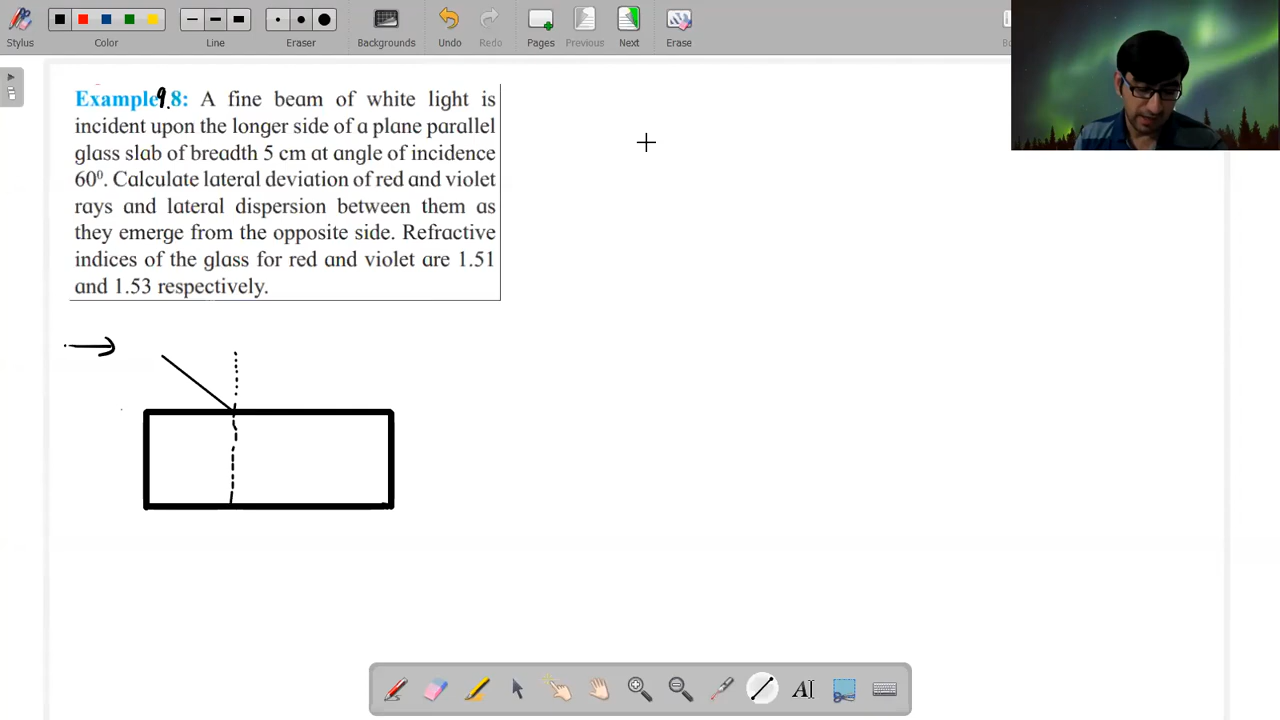 Stylus
Color
Line
Eraser
Backgrounds
Undo
Redo
Pages
Previous
Next
Erase
Example 9.8: A fine beam of white light is
incident upon the longer side of a plane parallel
glass slab of breadth 5 cm at angle of incidence
60⁰. Calculate lateral deviation of red and violet
rays and lateral dispersion between them as
they emerge from the opposite side. Refractive
indices of the glass for red and violet are 1.51
and 1.53 respectively.